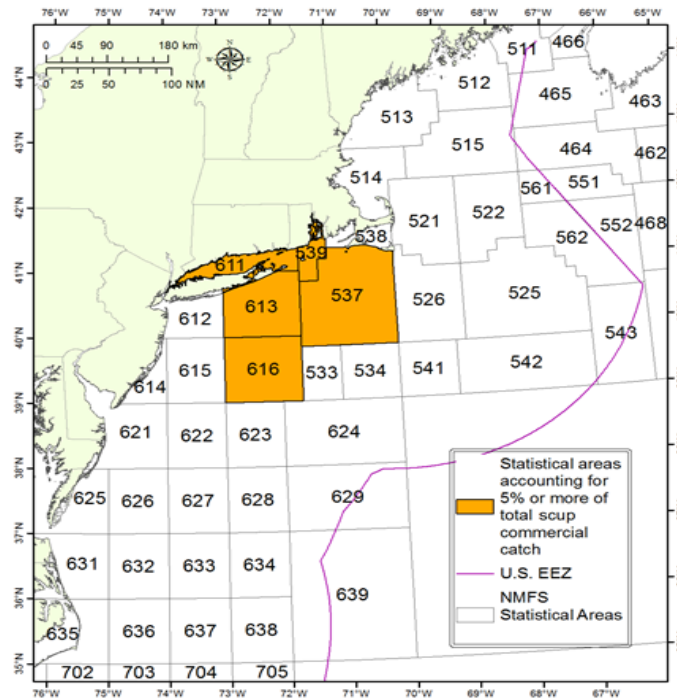 76°W 75°W 74°W 73°W 72°W 71°W 70°W 69°W 68°W 67°W 66°W 65°W
0 45 90 180 km
0 25 50 100 NM
N
44°N
43°N
42°N
41°N
40°N
39°N
38°N
37°N
36°N
35°N
511 466
512
465 463
513
515 464 462
514
561 551
521 522 552 468
538 562
539
611
537
613 526 525
612 543
616 533 534 541 542
615
614
621 622 623 624
625 626 627 628 629
631 632 633 634
639
635 636 637 638
702 703 704 705
Statistical areas
accounting for
5% or more of
total scup
commercial
catch
U.S. EEZ
NMFS
Statistical Areas
76°W 75°W 74°W 73°W 72°W 71°W 70°W 69°W 68°W 67°W 66°W 65°W